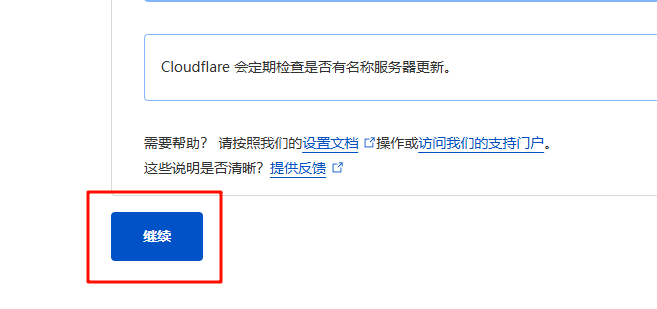 Cloudflare 会定期检查是否有名称服务器更新。
需要帮助？ 请按照我们的设置文档操作或访问我们的支持门户。
这些说明是否清晰？提供反馈
继续